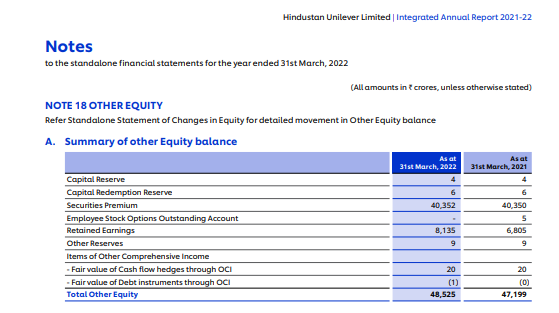 Hindustan Unilever Limited | Integrated Annual Report 2021-22
Notes
to the standalone financial statements for the year ended 31st March, 2022
(All amounts in ₹ crores, unless otherwise stated)
NOTE 18 OTHER EQUITY
Refer Standalone Statement of Changes in Equity for detailed movement in Other Equity balance
A. Summary of other Equity balance
As at 31st March, 2022 As at 31st March, 2021
Capital Reserve 4 4
Capital Redemption Reserve 6 6
Securities Premium 40,352 40,350
Employee Stock Options Outstanding Account - 5
Retained Earnings 8,135 6,805
Other Reserves 9 9
Items of Other Comprehensive Income
- Fair value of Cash flow hedges through OCI 20 20
- Fair value of Debt instruments through OCI (1) (0)
Total Other Equity 48,525 47,199